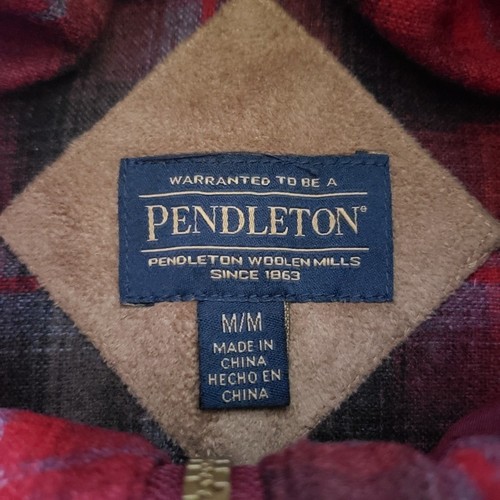 WARRANTED TO BE A
PENDLETON®
PENDLETON WOOLEN MILLS
SINCE 1863
M/M
MADE IN
CHINA
HECHO EN
CHINA